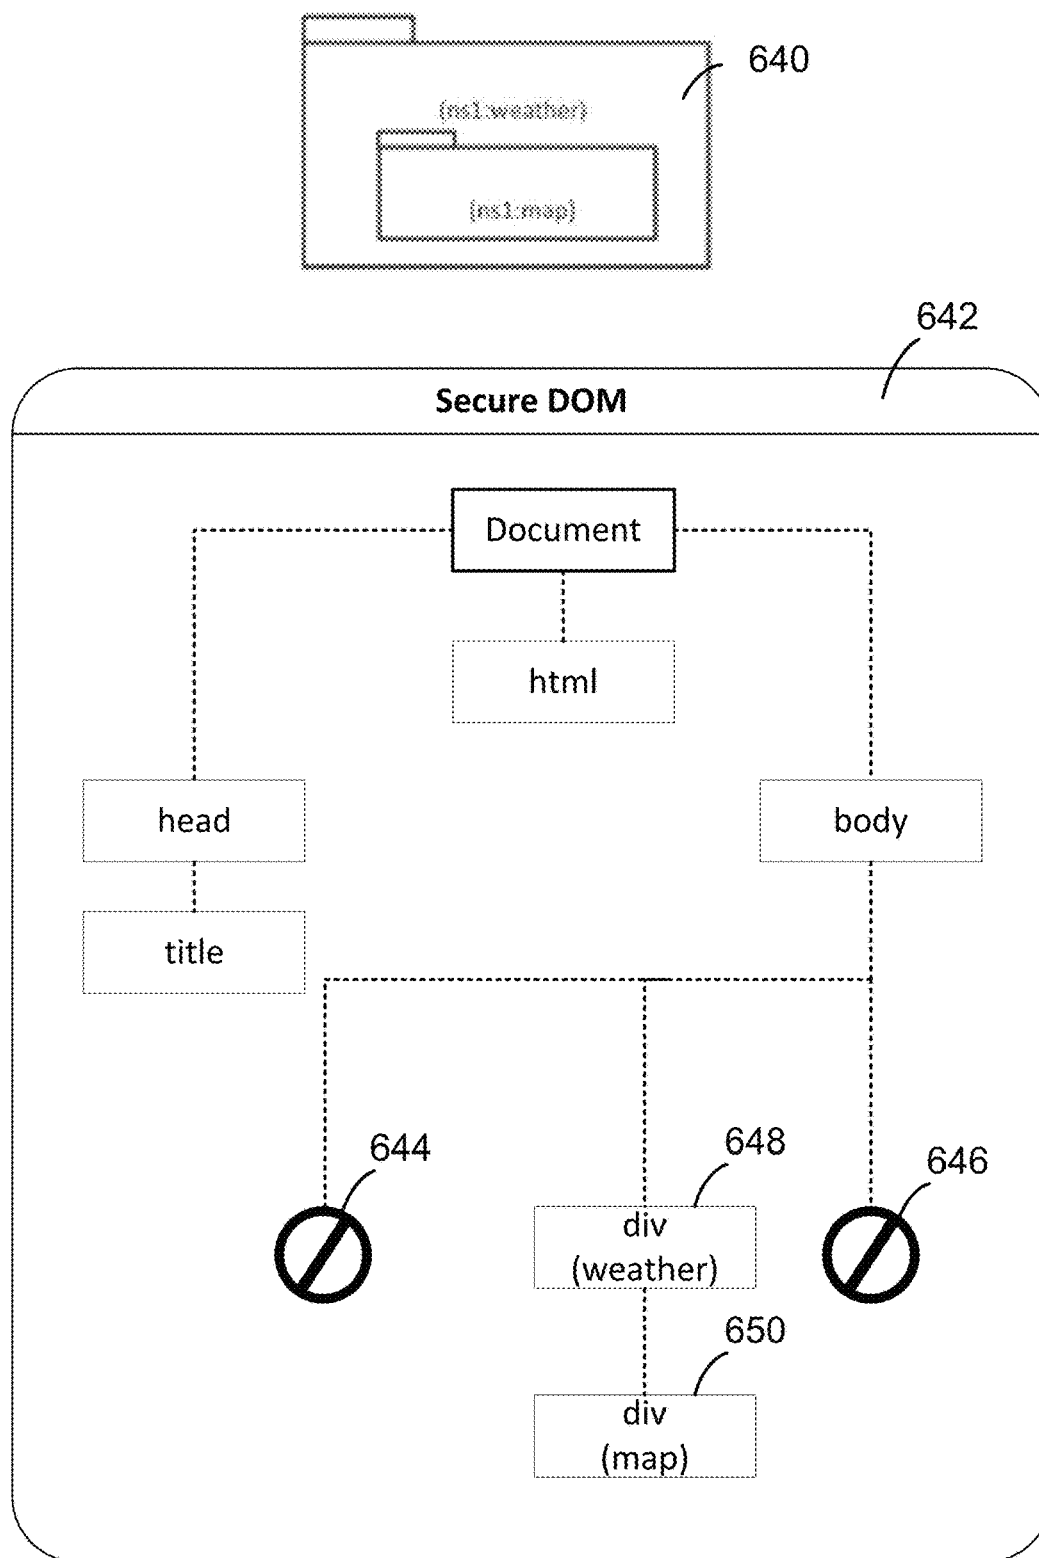 640
{ns1:weather}
{ns1:map}
642
Secure DOM
Document
html
head
body
title
644
648
646
div
(weather)
650
div
(map)